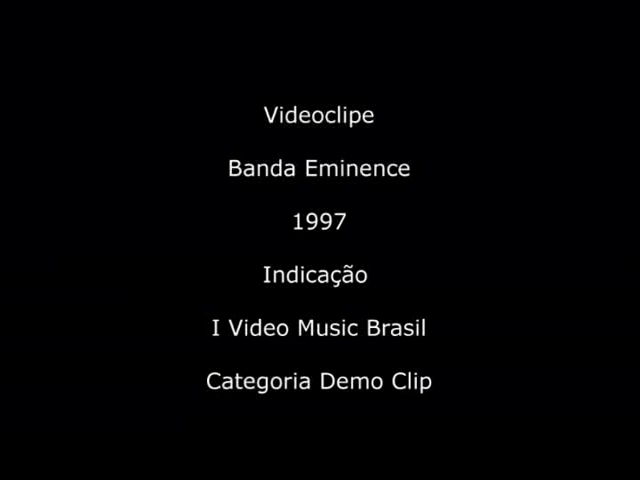 Videoclipe
Banda Eminence
1997
Indicação
I Video Music Brasil
Categoria Demo Clip